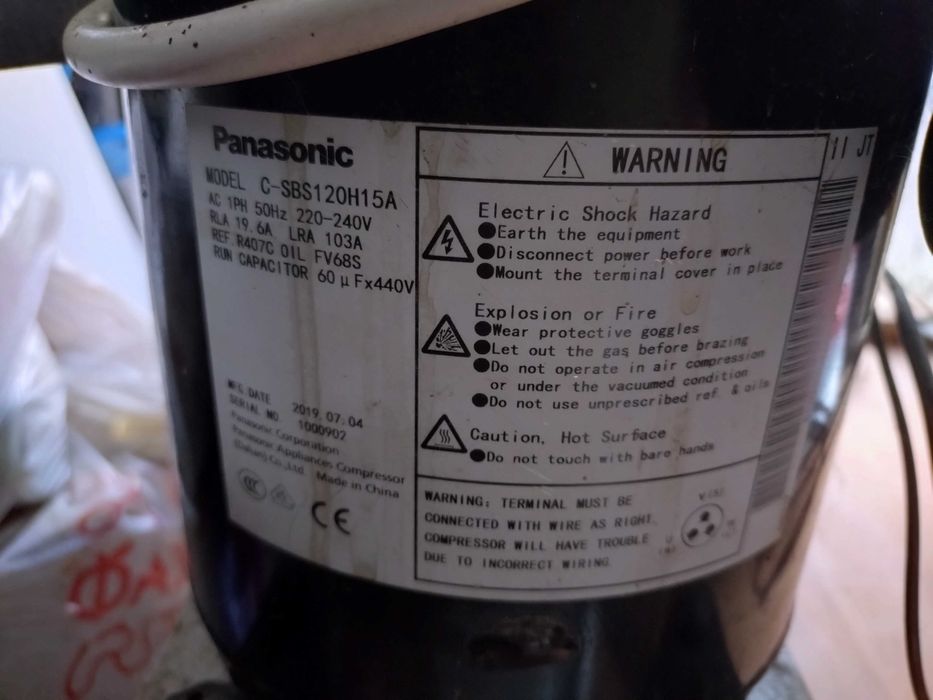 Panasonic
MODEL C-SBS120H15A
AC 1PH 50Hz 220-240V
RLA 19.6A LRA 103A
REF.R407C OIL FV68S
RUN CAPACITOR 60μFx440V
MFG.DATE 2019.07.04
SERIAL NO. 1000902
Panasonic Corporation
Panasonic Appliances Compressor
(Dalian) Co.,Ltd. Made in China
CCC
CE
WARNING
Electric Shock Hazard
●Earth the equipment
●Disconnect power before work
●Mount the terminal cover in place
Explosion or Fire
●Wear protective goggles
●Let out the gas before brazing
●Do not operate in air compression
or under the vacuumed condition
●Do not use unprescribed ref. & oils
Caution, Hot Surface
●Do not touch with bare hands
WARNING: TERMINAL MUST BE
CONNECTED WITH WIRE AS RIGHT,
COMPRESSOR WILL HAVE TROUBLE
DUE TO INCORRECT WIRING.
V(S)
11 JT